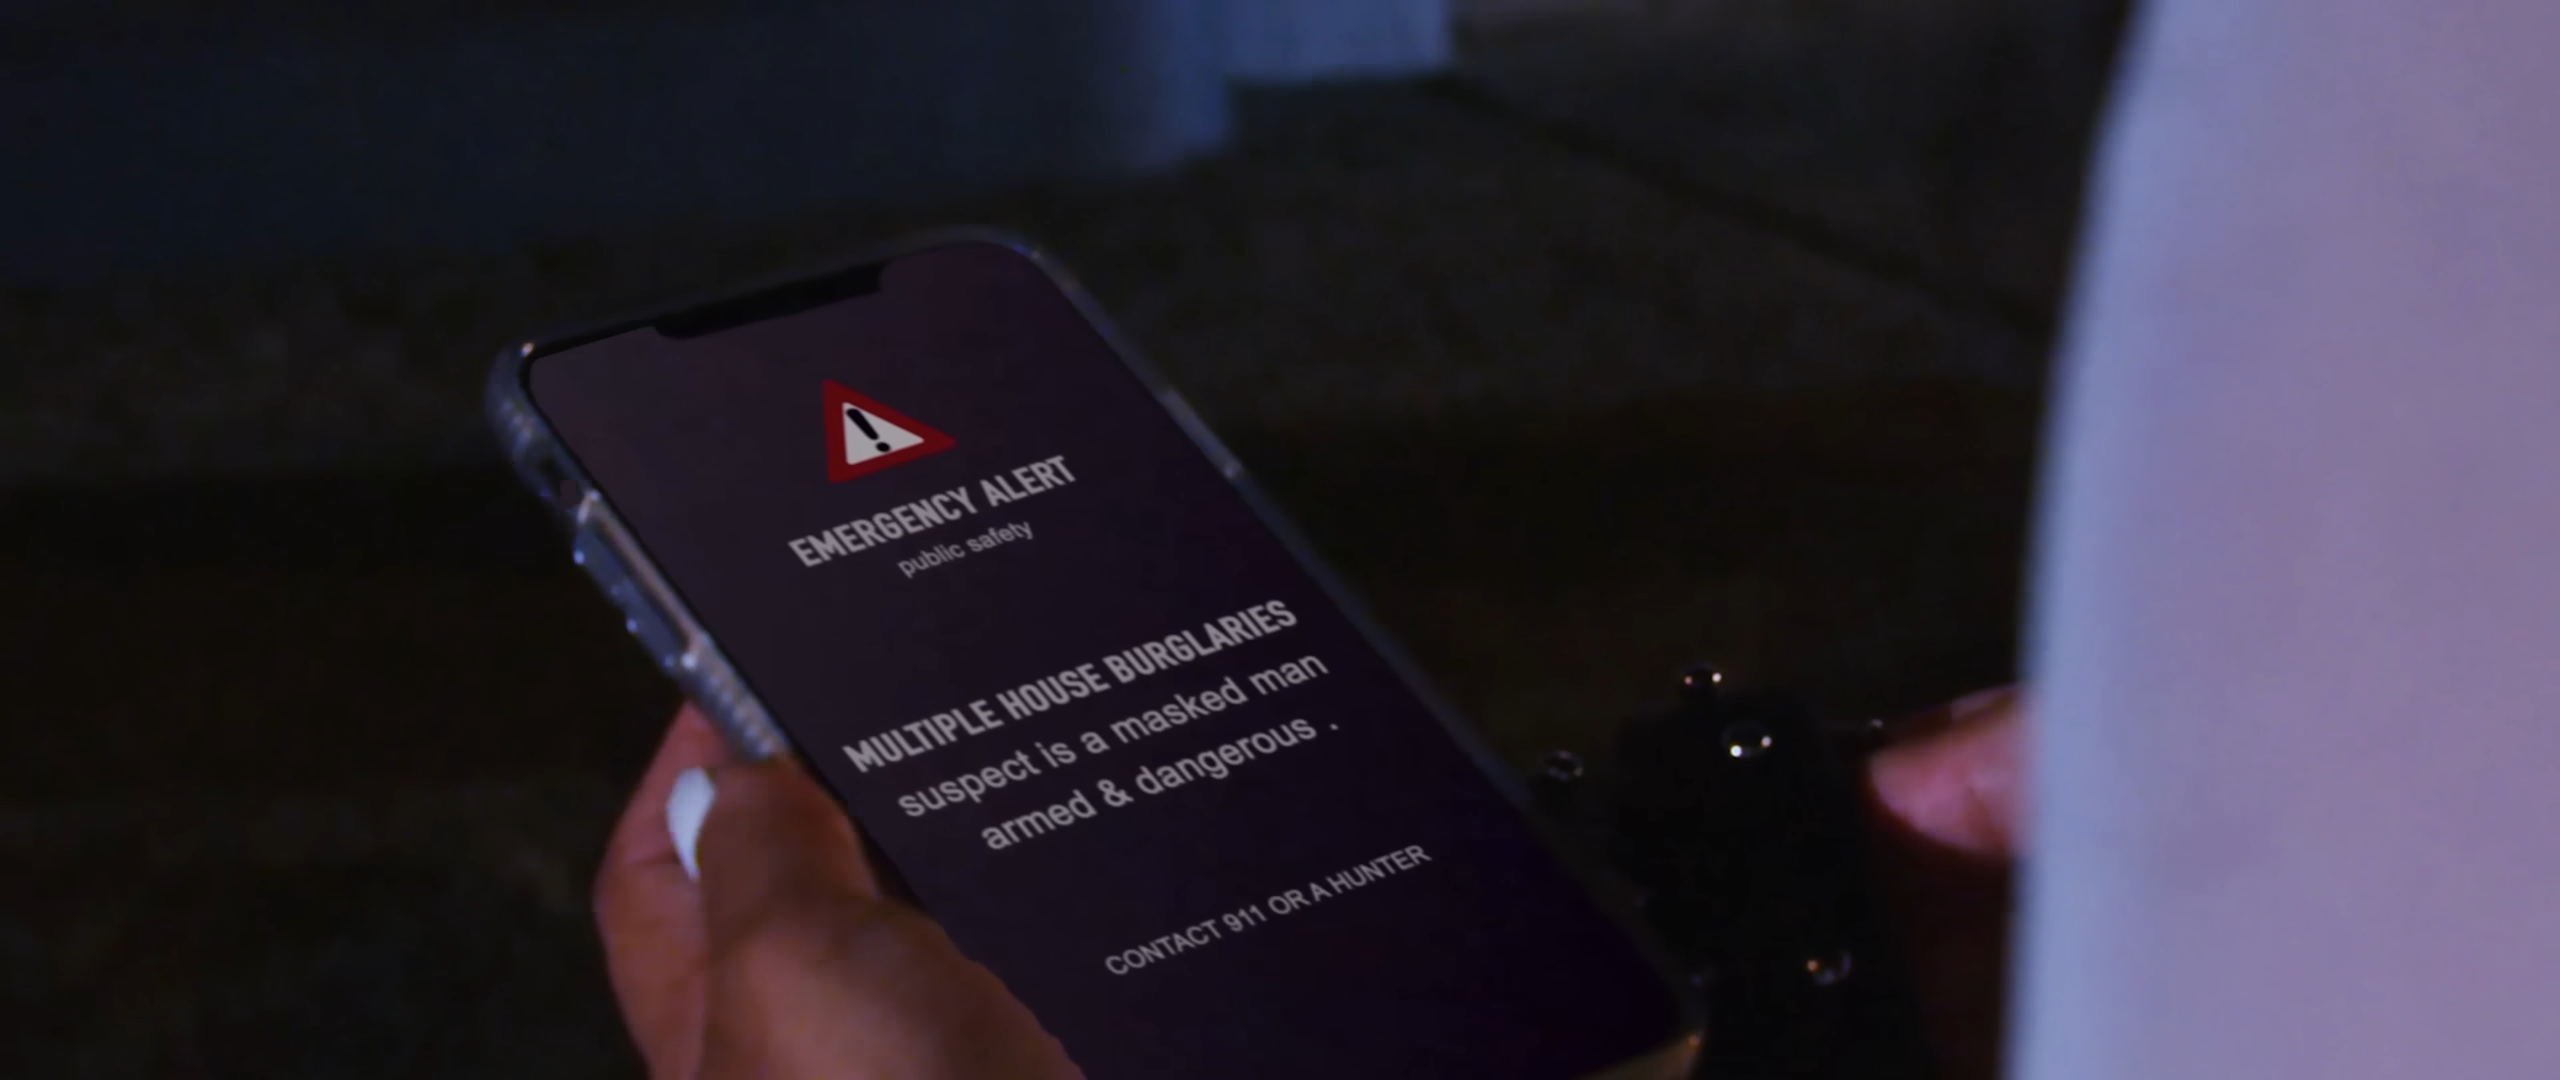 EMERGENCY ALERT
public safety
MULTIPLE HOUSE BURGLARIES
suspect is a masked man
armed & dangerous .
CONTACT 911 OR A HUNTER